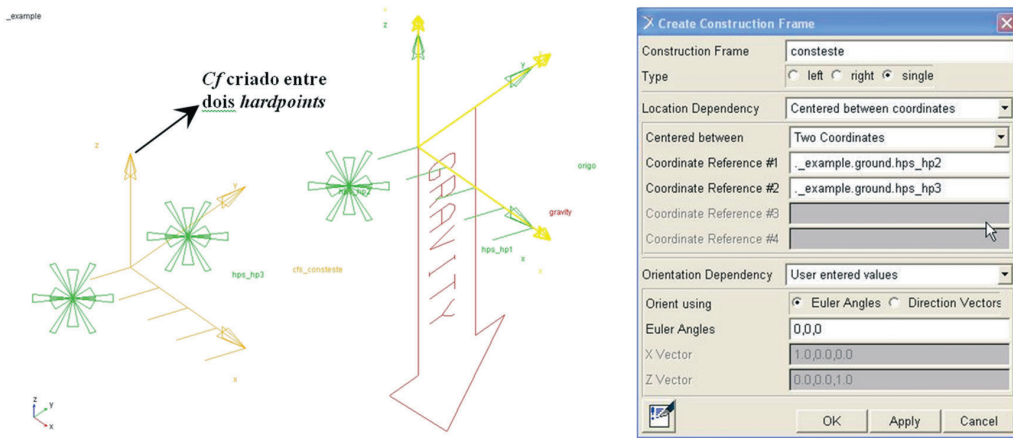 _example
Cf criado entre
dois hardpoints
z
y
x
hps_hp3
cfs_consteste
z
y
x
hps_hp2
hps_hp1
origo
gravity
GRAVITY
Z
Y
X
Create Construction Frame
Construction Frame consteste
Type left right single
Location Dependency Centered between coordinates
Centered between Two Coordinates
Coordinate Reference #1 ._example.ground.hps_hp2
Coordinate Reference #2 ._example.ground.hps_hp3
Coordinate Reference #3
Coordinate Reference #4
Orientation Dependency User entered values
Orient using Euler Angles Direction Vectors
Euler Angles 0,0,0
X Vector 1.0,0.0,0.0
Z Vector 0.0,0.0,1.0
OK Apply Cancel